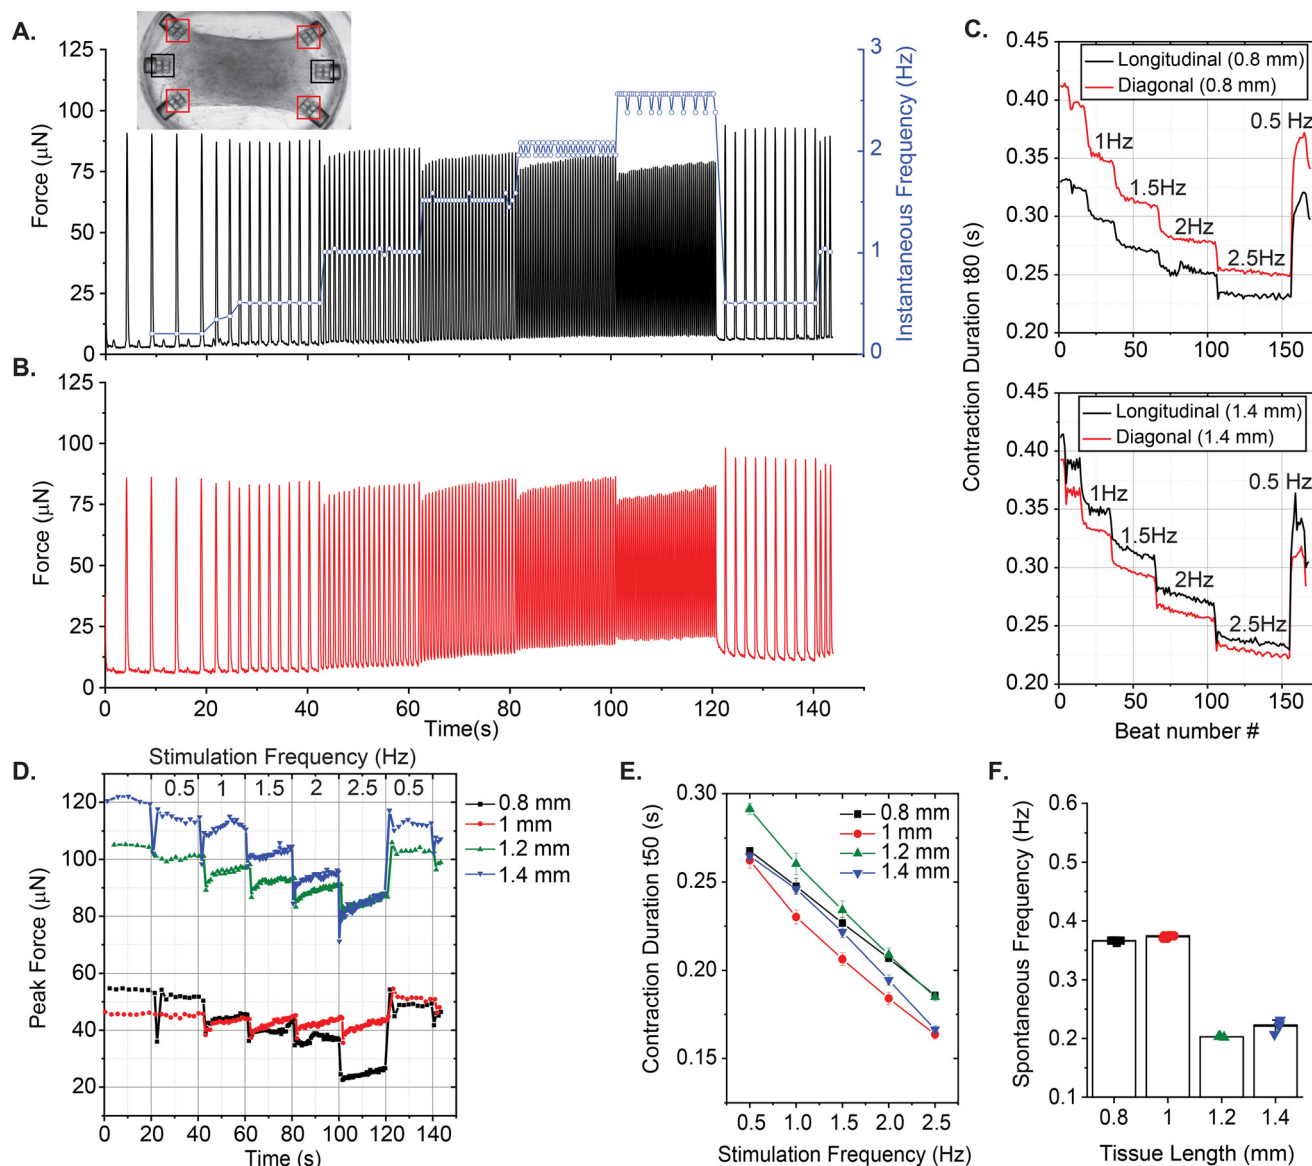 A.
125
100
75
50
25
0
Force (µN)
3
2
1
0
Instantaneous Frequency (Hz)
B.
125
100
75
50
25
0
Force (µN)
0 20 40 60 80 100 120 140
Time(s)
C.
Contraction Duration t80 (s)
0.45
0.40
0.35
0.30
0.25
0.20
Longitudinal (0.8 mm)
Diagonal (0.8 mm)
1Hz
1.5Hz
2Hz
2.5Hz
0.5 Hz
0 50 100 150
0.45
0.40
0.35
0.30
0.25
0.20
Longitudinal (1.4 mm)
Diagonal (1.4 mm)
1Hz
1.5Hz
2Hz
2.5Hz
0.5 Hz
0 50 100 150
Beat number #
D.
Stimulation Frequency (Hz)
0.5 1 1.5 2 2.5 0.5
120
100
80
60
40
20
Peak Force (µN)
0 20 40 60 80 100 120 140
Time (s)
0.8 mm
1 mm
1.2 mm
1.4 mm
E.
0.30
0.25
0.20
0.15
Contraction Duration t50 (s)
0.8 mm
1 mm
1.2 mm
1.4 mm
0.5 1.0 1.5 2.0 2.5
Stimulation Frequency (Hz)
F.
0.6
0.5
0.4
0.3
0.2
0.1
Spontaneous Frequency (Hz)
0.8 1 1.2 1.4
Tissue Length (mm)